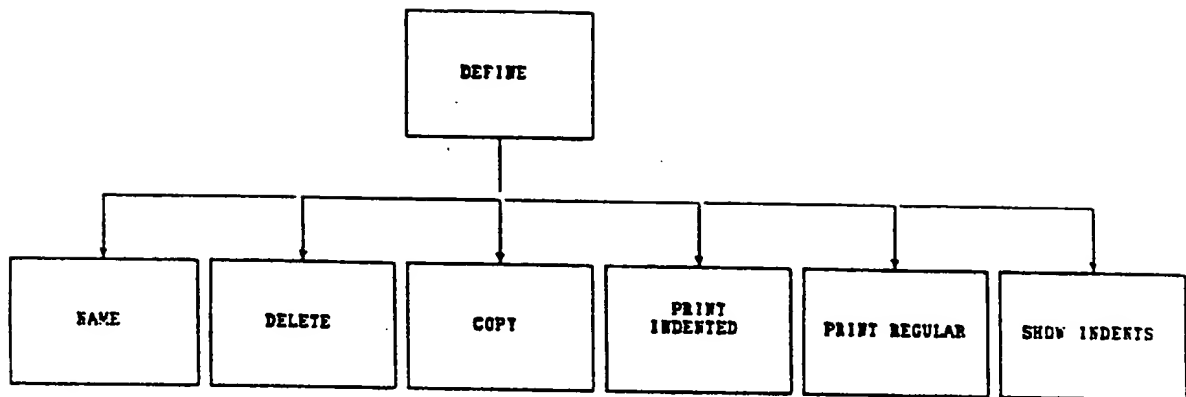 DEFINE
NAME
DELETE
COPY
PRINT
INDENTED
PRINT REGULAR
SHOW INDENTS